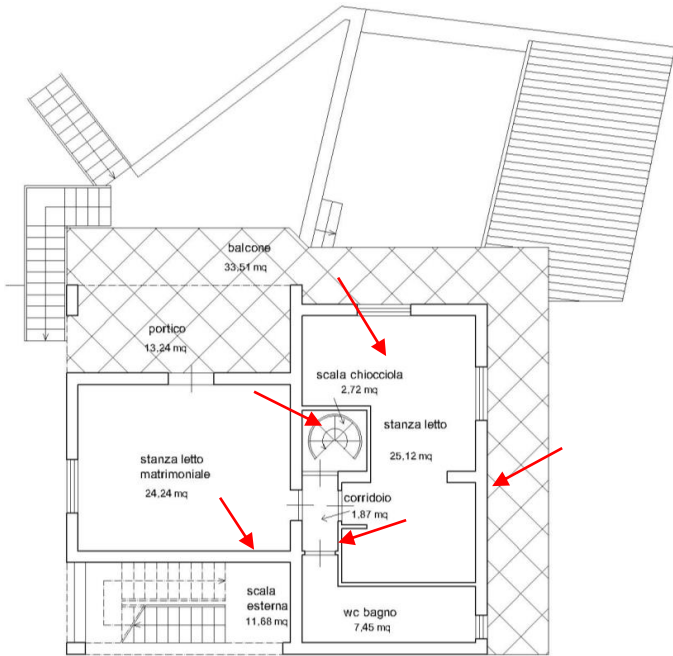 balcone
33,51 mq
portico
13,24 mq
scala chiocciola
2,72 mq
stanza letto
25,12 mq
stanza letto
matrimoniale
24,24 mq
corridoio
1,87 mq
scala
esterna
11,68 mq
wc bagno
7,45 mq